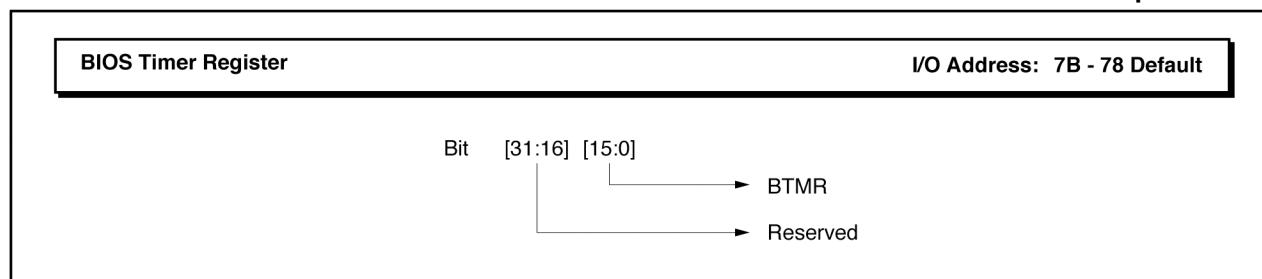 BIOS Timer Register I/O Address: 7B - 78 Default
Bit [31:16] [15:0]
BTMR
Reserved